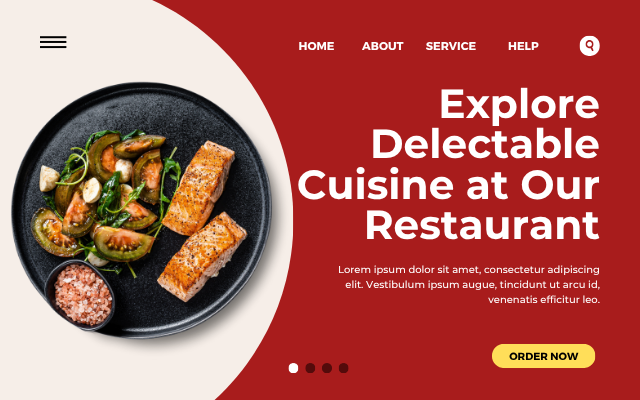 HOME ABOUT SERVICE HELP
Explore
Delectable
Cuisine at Our
Restaurant
Lorem ipsum dolor sit amet, consectetur adipiscing
elit. Vestibulum ipsum augue, tincidunt ut arcu id,
venenatis efficitur leo.
ORDER NOW